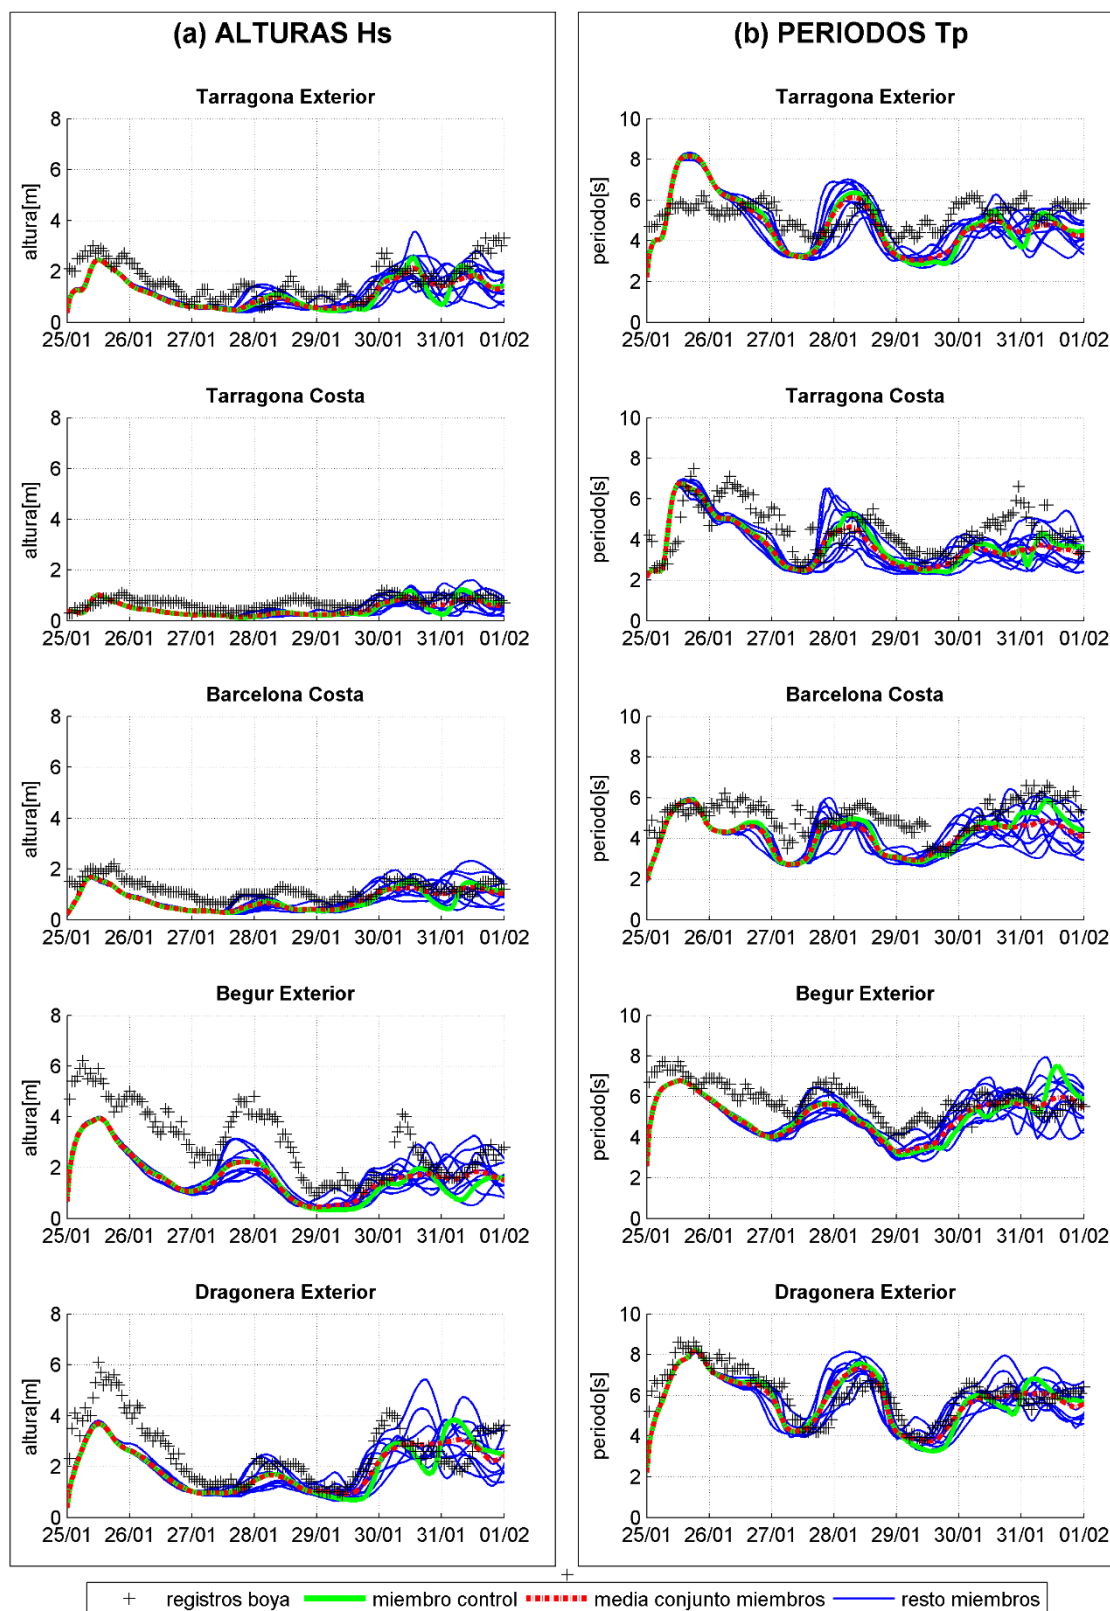 (a) ALTURAS Hs
Tarragona Exterior
altura[m]
8
6
4
2
0
25/01 26/01 27/01 28/01 29/01 30/01 31/01 01/02
Tarragona Costa
altura[m]
8
6
4
2
0
25/01 26/01 27/01 28/01 29/01 30/01 31/01 01/02
Barcelona Costa
altura[m]
8
6
4
2
0
25/01 26/01 27/01 28/01 29/01 30/01 31/01 01/02
Begur Exterior
altura[m]
8
6
4
2
0
25/01 26/01 27/01 28/01 29/01 30/01 31/01 01/02
Dragonera Exterior
altura[m]
8
6
4
2
0
25/01 26/01 27/01 28/01 29/01 30/01 31/01 01/02
(b) PERIODOS Tp
Tarragona Exterior
periodo[s]
10
8
6
4
2
0
25/01 26/01 27/01 28/01 29/01 30/01 31/01 01/02
Tarragona Costa
periodo[s]
10
8
6
4
2
0
25/01 26/01 27/01 28/01 29/01 30/01 31/01 01/02
Barcelona Costa
periodo[s]
10
8
6
4
2
0
25/01 26/01 27/01 28/01 29/01 30/01 31/01 01/02
Begur Exterior
periodo[s]
10
8
6
4
2
0
25/01 26/01 27/01 28/01 29/01 30/01 31/01 01/02
Dragonera Exterior
periodo[s]
10
8
6
4
2
0
25/01 26/01 27/01 28/01 29/01 30/01 31/01 01/02
registros boya miembro control media conjunto miembros resto miembros